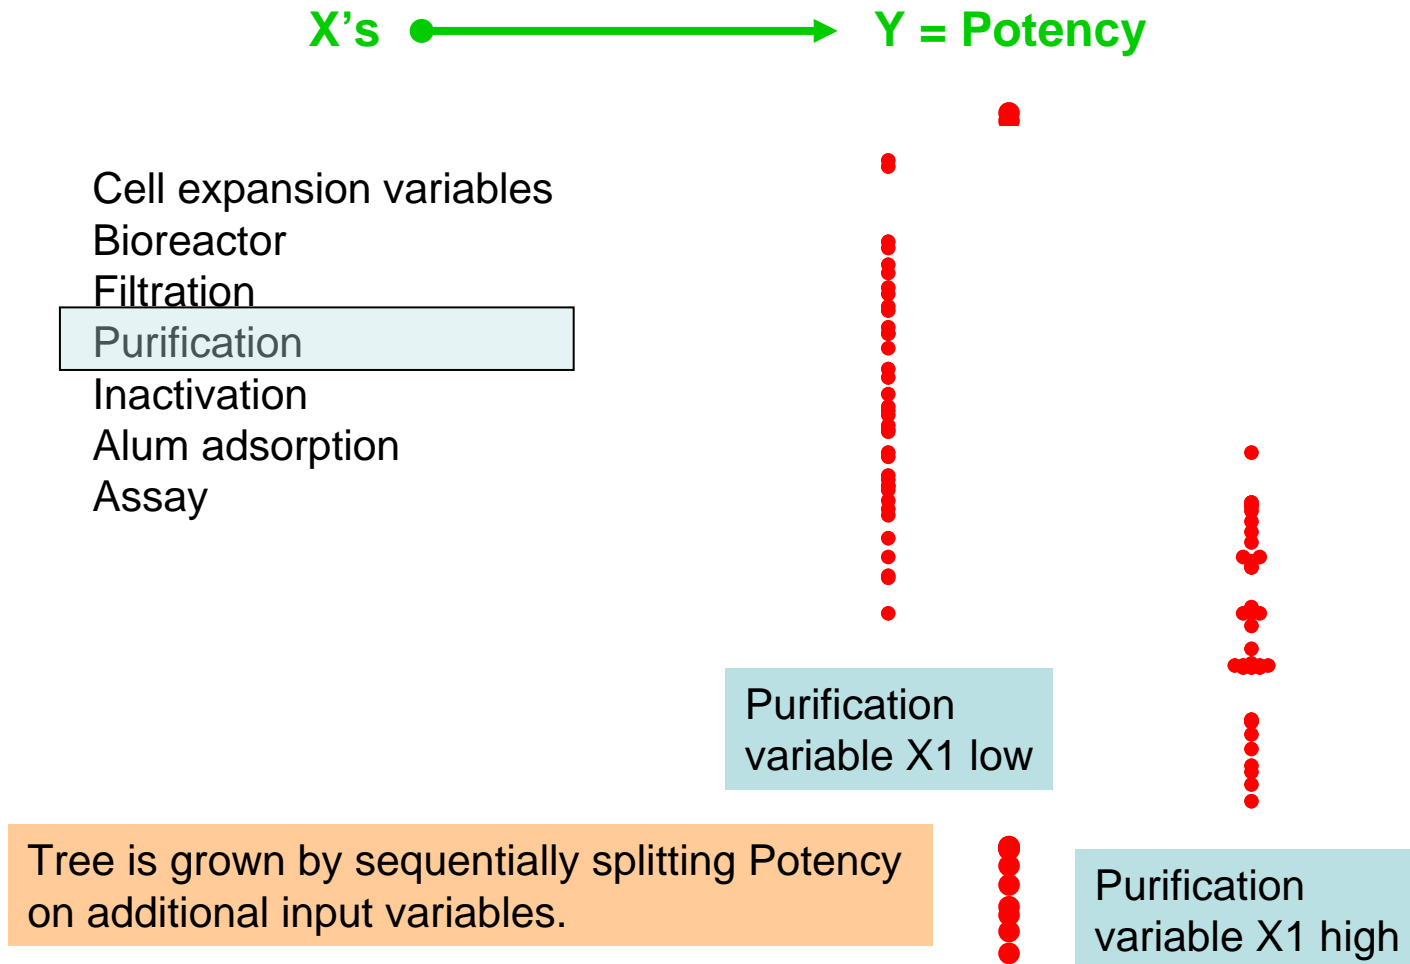 X’s
Y = Potency
Cell expansion variables
Bioreactor
Filtration
Purification
Inactivation
Alum adsorption
Assay
Purification
variable X1 low
Tree is grown by sequentially splitting Potency
on additional input variables.
Purification
variable X1 high